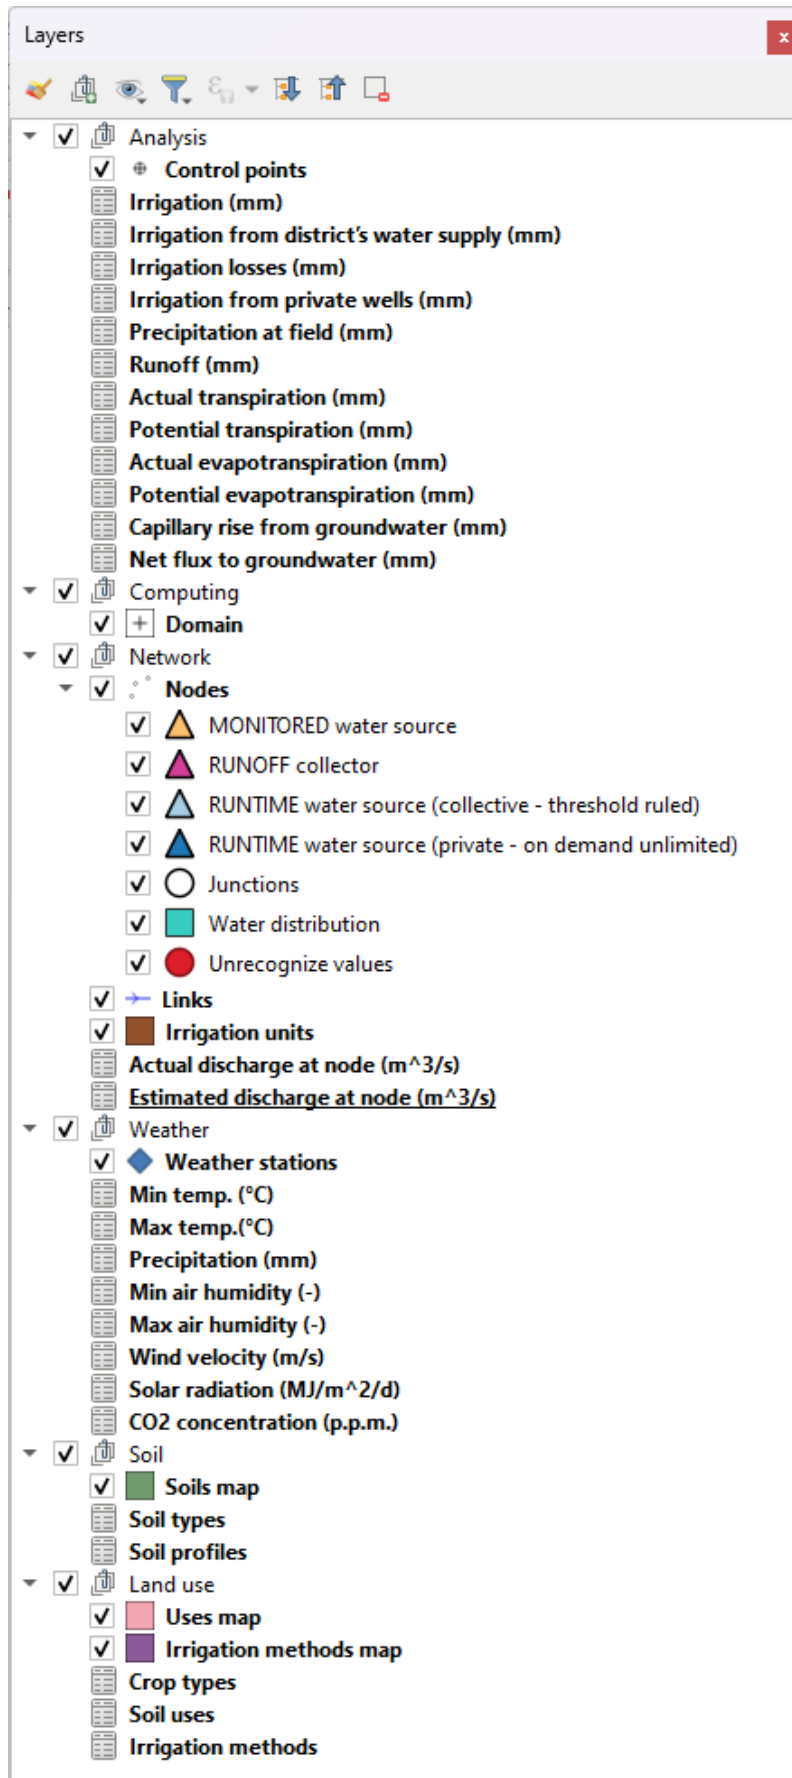 Layers
x
Analysis
Control points
Irrigation (mm)
Irrigation from district's water supply (mm)
Irrigation losses (mm)
Irrigation from private wells (mm)
Precipitation at field (mm)
Runoff (mm)
Actual transpiration (mm)
Potential transpiration (mm)
Actual evapotranspiration (mm)
Potential evapotranspiration (mm)
Capillary rise from groundwater (mm)
Net flux to groundwater (mm)
Computing
Domain
Network
Nodes
MONITORED water source
RUNOFF collector
RUNTIME water source (collective - threshold ruled)
RUNTIME water source (private - on demand unlimited)
Junctions
Water distribution
Unrecognize values
Links
Irrigation units
Actual discharge at node (m^3/s)
Estimated discharge at node (m^3/s)
Weather
Weather stations
Min temp. (°C)
Max temp.(°C)
Precipitation (mm)
Min air humidity (-)
Max air humidity (-)
Wind velocity (m/s)
Solar radiation (MJ/m^2/d)
CO2 concentration (p.p.m.)
Soil
Soils map
Soil types
Soil profiles
Land use
Uses map
Irrigation methods map
Crop types
Soil uses
Irrigation methods